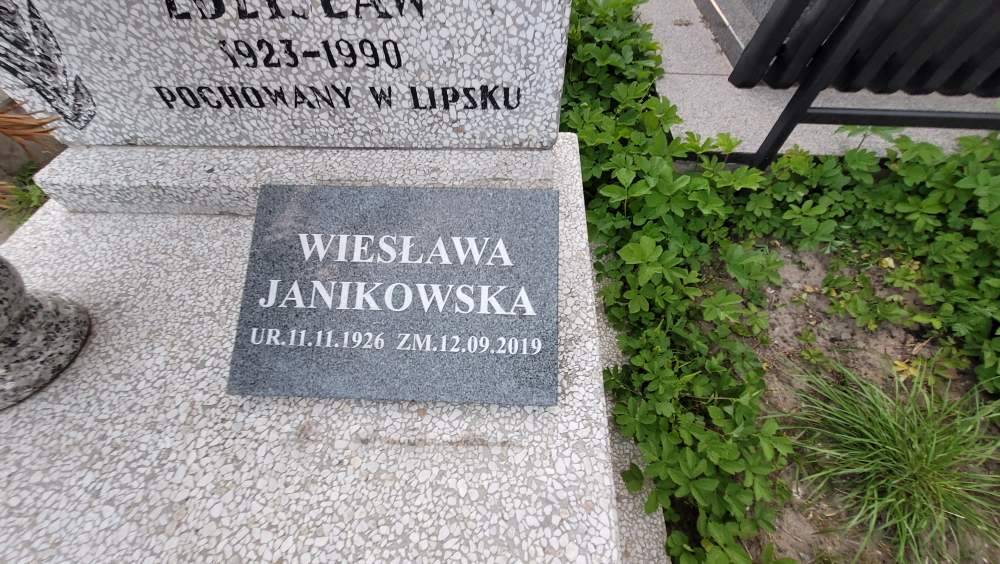 1923-1990
POCHOWANY W LIPSKU
WIESŁAWA
JANIKOWSKA
UR.11.11.1926 ZM.12.09.2019